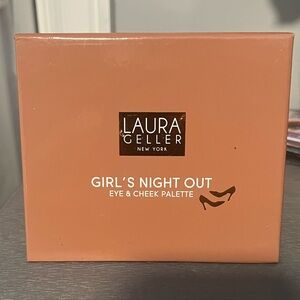 LAURA
GELLER
NEW YORK
GIRL'S NIGHT OUT
EYE & CHEEK PALETTE